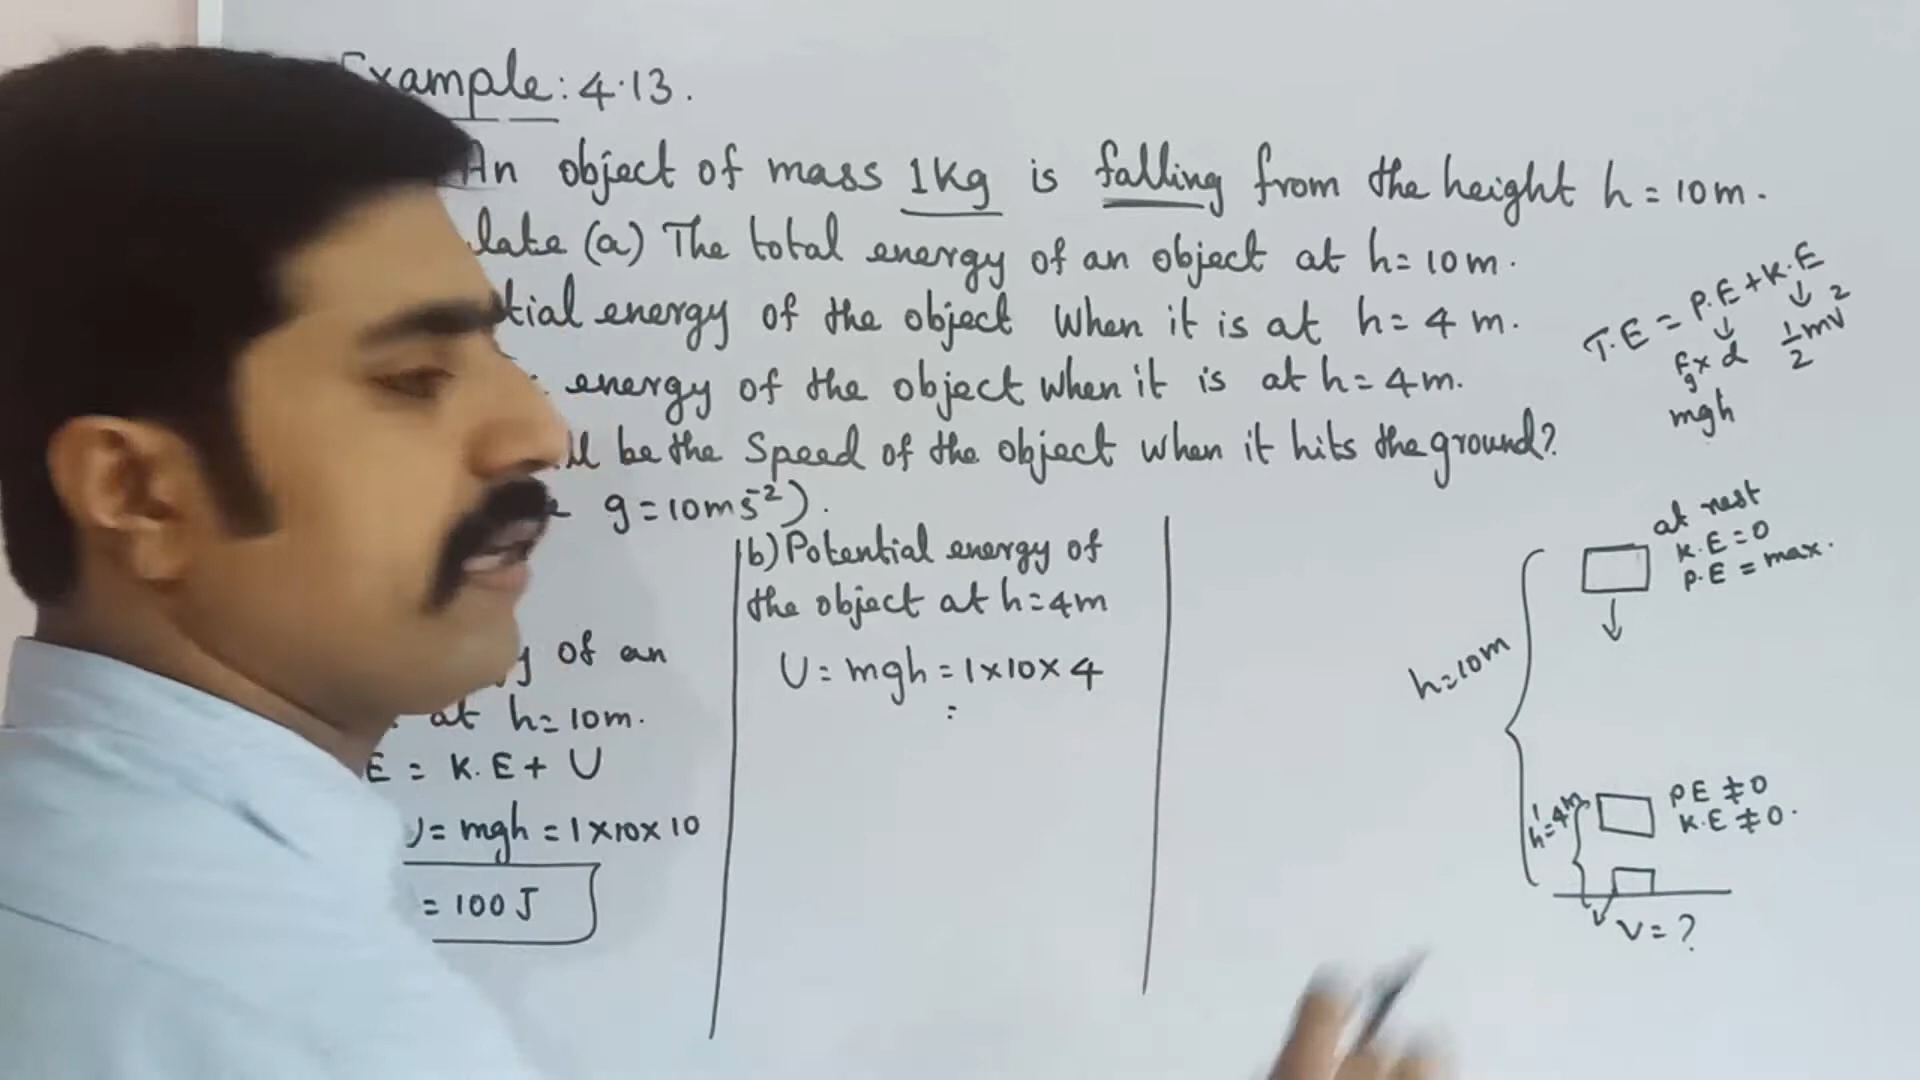 Example: 4.13.
An object of mass 1kg is falling from the height h = 10m.
late (a) The total energy of an object at h = 10m.
tial energy of the object when it is at h = 4 m.
energy of the object when it is at h = 4m.
ll be the speed of the object when it hits the ground?
g = 10ms⁻²).
of an
at h = 10m.
E = K.E + U
U = mgh = 1 x 10 x 10
= 100 J
b) Potential energy of
the object at h = 4m
U = mgh = 1 x 10 x 4
=
T.E = P.E + K.E
↓ ↓
Fg x d ½mv²
mgh
at rest
K.E = 0
P.E = max.
h = 10m
h' = 4m
PE ≠ 0
K.E ≠ 0.
V = ?